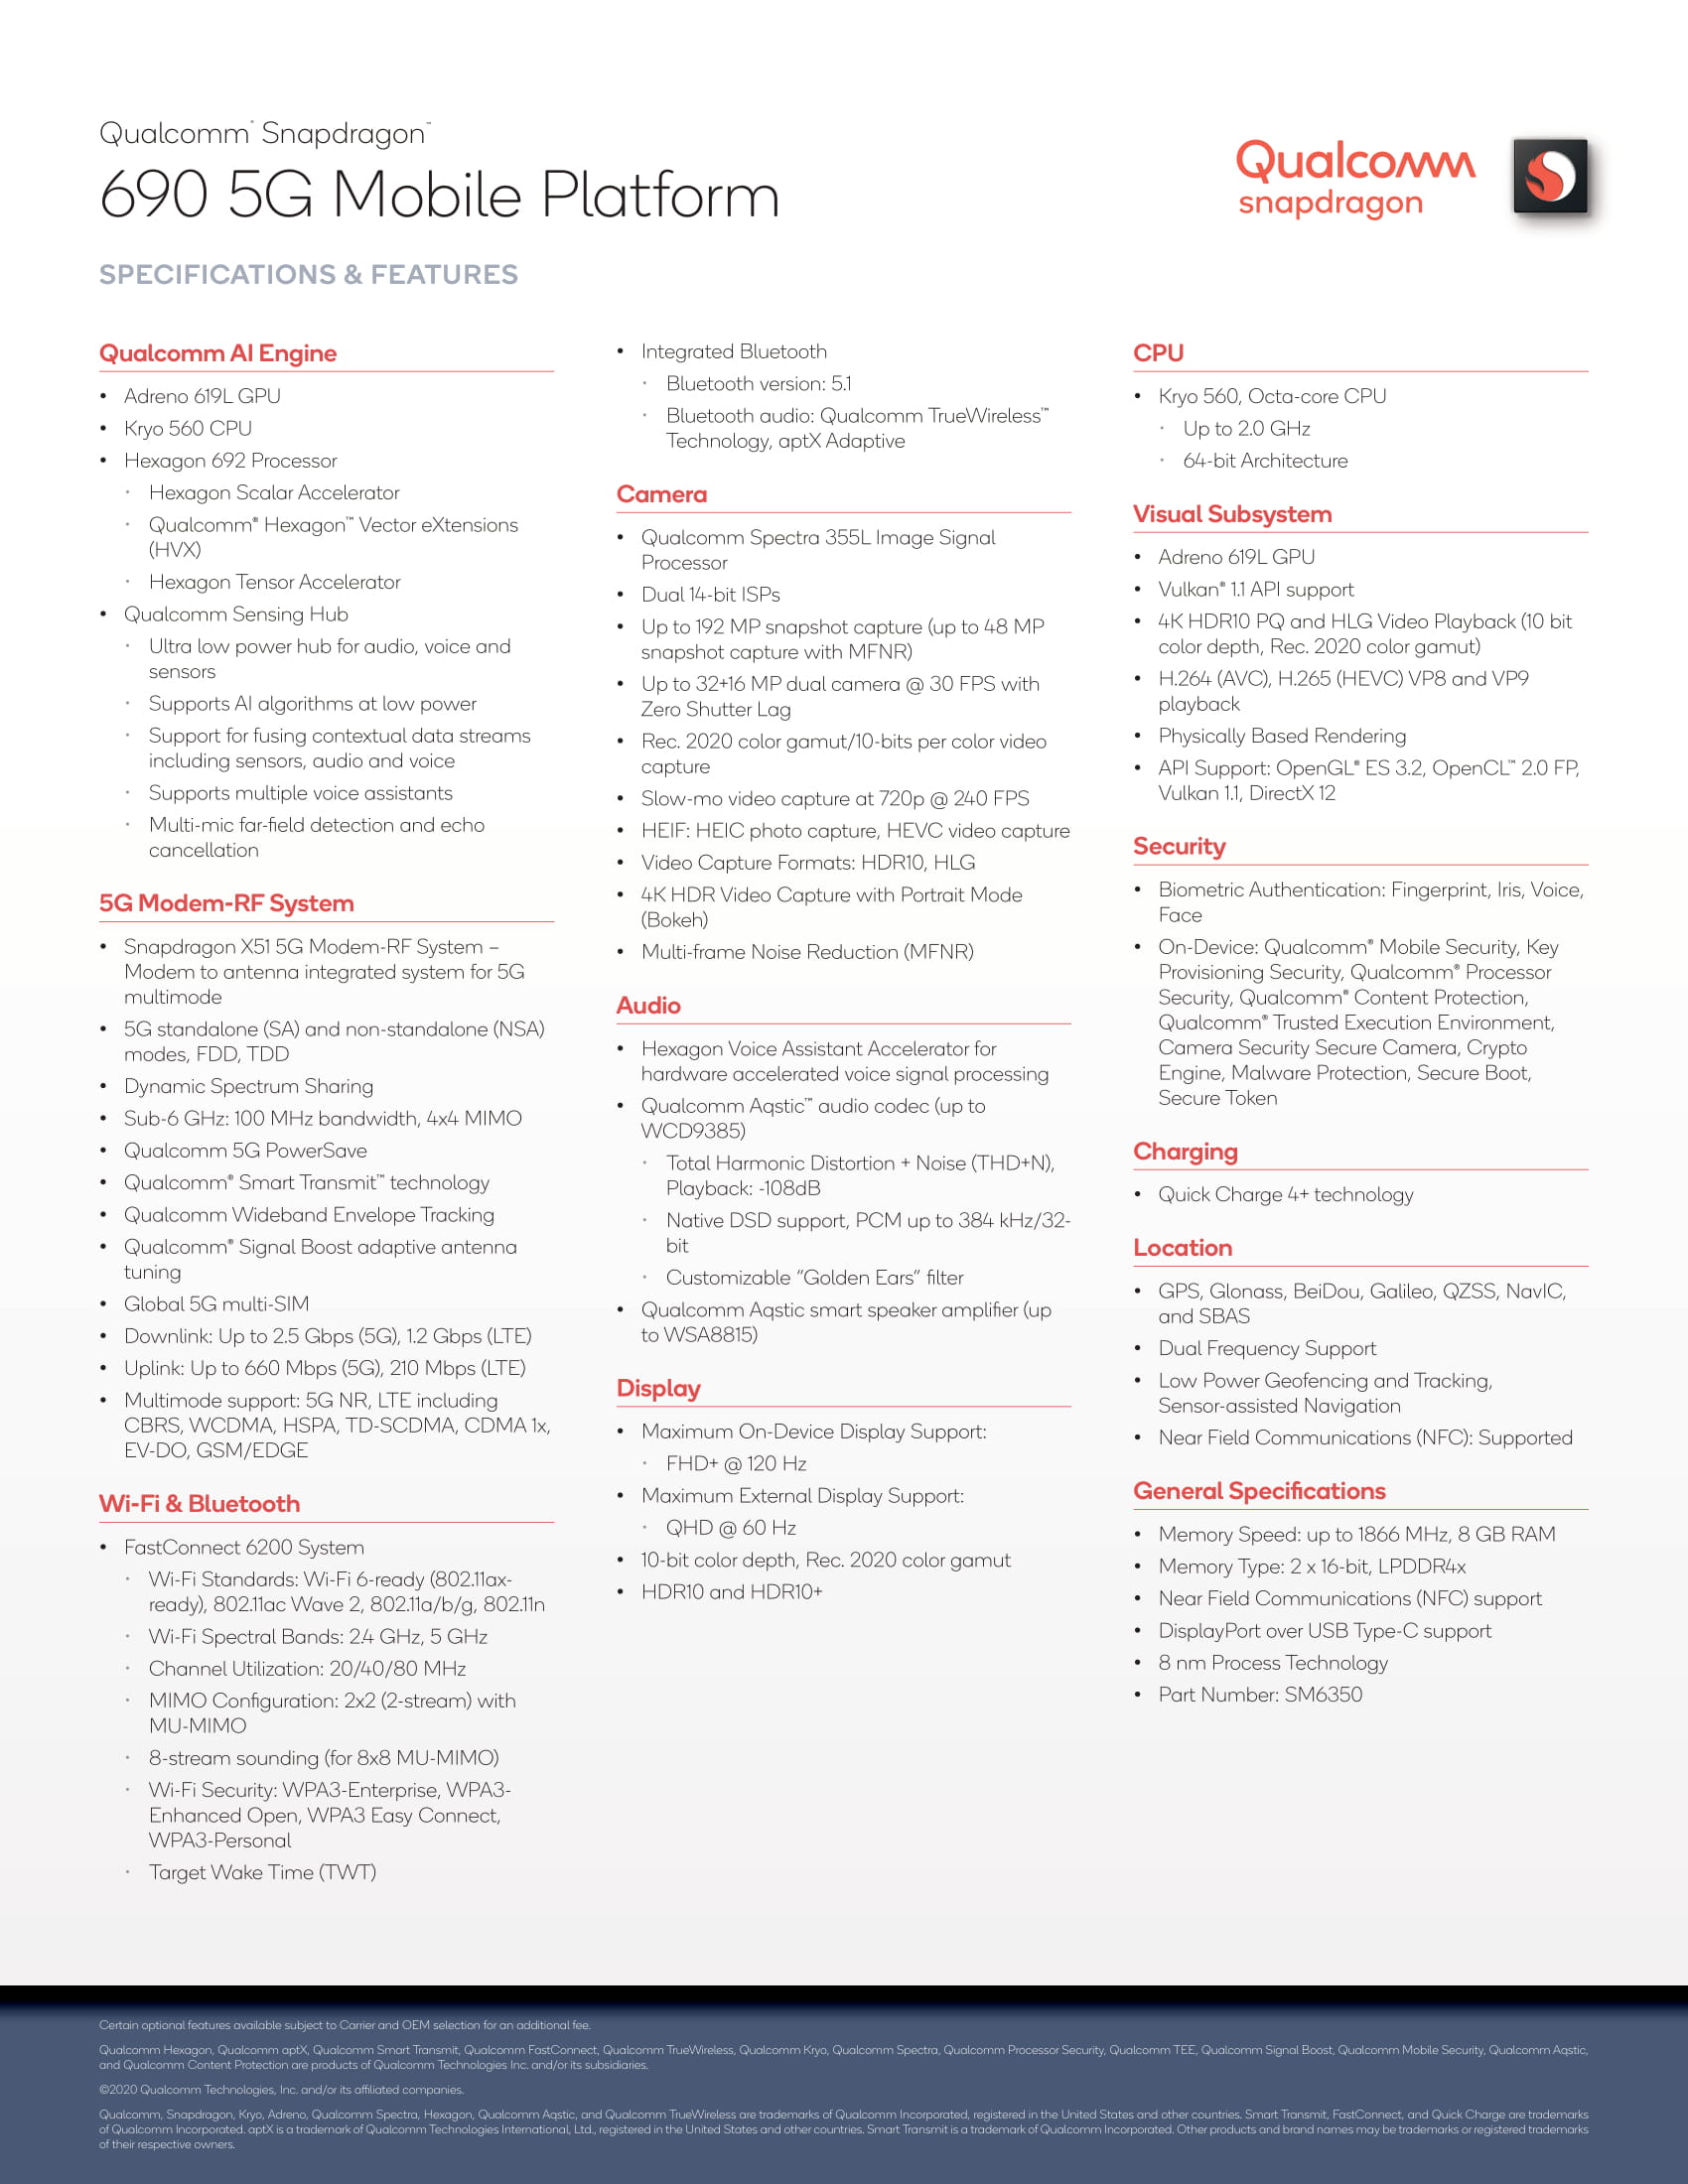 Qualcomm® Snapdragon™
690 5G Mobile Platform
Qualcomm
snapdragon
SPECIFICATIONS & FEATURES
Qualcomm AI Engine
• Adreno 619L GPU
• Kryo 560 CPU
• Hexagon 692 Processor
· Hexagon Scalar Accelerator
· Qualcomm® Hexagon™ Vector eXtensions
(HVX)
· Hexagon Tensor Accelerator
• Qualcomm Sensing Hub
· Ultra low power hub for audio, voice and
sensors
· Supports AI algorithms at low power
· Support for fusing contextual data streams
including sensors, audio and voice
· Supports multiple voice assistants
· Multi-mic far-field detection and echo
cancellation
5G Modem-RF System
• Snapdragon X51 5G Modem-RF System –
Modem to antenna integrated system for 5G
multimode
• 5G standalone (SA) and non-standalone (NSA)
modes, FDD, TDD
• Dynamic Spectrum Sharing
• Sub-6 GHz: 100 MHz bandwidth, 4x4 MIMO
• Qualcomm 5G PowerSave
• Qualcomm® Smart Transmit™ technology
• Qualcomm Wideband Envelope Tracking
• Qualcomm® Signal Boost adaptive antenna
tuning
• Global 5G multi-SIM
• Downlink: Up to 2.5 Gbps (5G), 1.2 Gbps (LTE)
• Uplink: Up to 660 Mbps (5G), 210 Mbps (LTE)
• Multimode support: 5G NR, LTE including
CBRS, WCDMA, HSPA, TD-SCDMA, CDMA 1x,
EV-DO, GSM/EDGE
Wi-Fi & Bluetooth
• FastConnect 6200 System
· Wi-Fi Standards: Wi-Fi 6-ready (802.11ax-
ready), 802.11ac Wave 2, 802.11a/b/g, 802.11n
· Wi-Fi Spectral Bands: 2.4 GHz, 5 GHz
· Channel Utilization: 20/40/80 MHz
· MIMO Configuration: 2x2 (2-stream) with
MU-MIMO
· 8-stream sounding (for 8x8 MU-MIMO)
· Wi-Fi Security: WPA3-Enterprise, WPA3-
Enhanced Open, WPA3 Easy Connect,
WPA3-Personal
· Target Wake Time (TWT)
• Integrated Bluetooth
· Bluetooth version: 5.1
· Bluetooth audio: Qualcomm TrueWireless™
Technology, aptX Adaptive
Camera
• Qualcomm Spectra 355L Image Signal
Processor
• Dual 14-bit ISPs
• Up to 192 MP snapshot capture (up to 48 MP
snapshot capture with MFNR)
• Up to 32+16 MP dual camera @ 30 FPS with
Zero Shutter Lag
• Rec. 2020 color gamut/10-bits per color video
capture
• Slow-mo video capture at 720p @ 240 FPS
• HEIF: HEIC photo capture, HEVC video capture
• Video Capture Formats: HDR10, HLG
• 4K HDR Video Capture with Portrait Mode
(Bokeh)
• Multi-frame Noise Reduction (MFNR)
Audio
• Hexagon Voice Assistant Accelerator for
hardware accelerated voice signal processing
• Qualcomm Aqstic™ audio codec (up to
WCD9385)
· Total Harmonic Distortion + Noise (THD+N),
Playback: -108dB
· Native DSD support, PCM up to 384 kHz/32-
bit
· Customizable "Golden Ears" filter
• Qualcomm Aqstic smart speaker amplifier (up
to WSA8815)
Display
• Maximum On-Device Display Support:
· FHD+ @ 120 Hz
• Maximum External Display Support:
· QHD @ 60 Hz
• 10-bit color depth, Rec. 2020 color gamut
• HDR10 and HDR10+
CPU
• Kryo 560, Octa-core CPU
· Up to 2.0 GHz
· 64-bit Architecture
Visual Subsystem
• Adreno 619L GPU
• Vulkan® 1.1 API support
• 4K HDR10 PQ and HLG Video Playback (10 bit
color depth, Rec. 2020 color gamut)
• H.264 (AVC), H.265 (HEVC) VP8 and VP9
playback
• Physically Based Rendering
• API Support: OpenGL® ES 3.2, OpenCL™ 2.0 FP,
Vulkan 1.1, DirectX 12
Security
• Biometric Authentication: Fingerprint, Iris, Voice,
Face
• On-Device: Qualcomm® Mobile Security, Key
Provisioning Security, Qualcomm® Processor
Security, Qualcomm® Content Protection,
Qualcomm® Trusted Execution Environment,
Camera Security Secure Camera, Crypto
Engine, Malware Protection, Secure Boot,
Secure Token
Charging
• Quick Charge 4+ technology
Location
• GPS, Glonass, BeiDou, Galileo, QZSS, NavIC,
and SBAS
• Dual Frequency Support
• Low Power Geofencing and Tracking,
Sensor-assisted Navigation
• Near Field Communications (NFC): Supported
General Specifications
• Memory Speed: up to 1866 MHz, 8 GB RAM
• Memory Type: 2 x 16-bit, LPDDR4x
• Near Field Communications (NFC) support
• DisplayPort over USB Type-C support
• 8 nm Process Technology
• Part Number: SM6350
Certain optional features available subject to Carrier and OEM selection for an additional fee.
Qualcomm Hexagon, Qualcomm aptX, Qualcomm Smart Transmit, Qualcomm FastConnect, Qualcomm TrueWireless, Qualcomm Kryo, Qualcomm Spectra, Qualcomm Processor Security, Qualcomm TEE, Qualcomm Signal Boost, Qualcomm Mobile Security, Qualcomm Aqstic,
and Qualcomm Content Protection are products of Qualcomm Technologies Inc. and/or its subsidiaries.
©2020 Qualcomm Technologies, Inc. and/or its affiliated companies.
Qualcomm, Snapdragon, Kryo, Adreno, Qualcomm Spectra, Hexagon, Qualcomm Aqstic, and Qualcomm TrueWireless are trademarks of Qualcomm Incorporated, registered in the United States and other countries. Smart Transmit, FastConnect, and Quick Charge are trademarks
of Qualcomm Incorporated. aptX is a trademark of Qualcomm Technologies International, Ltd., registered in the United States and other countries. Smart Transmit is a trademark of Qualcomm Incorporated. Other products and brand names may be trademarks or registered trademarks
of their respective owners.